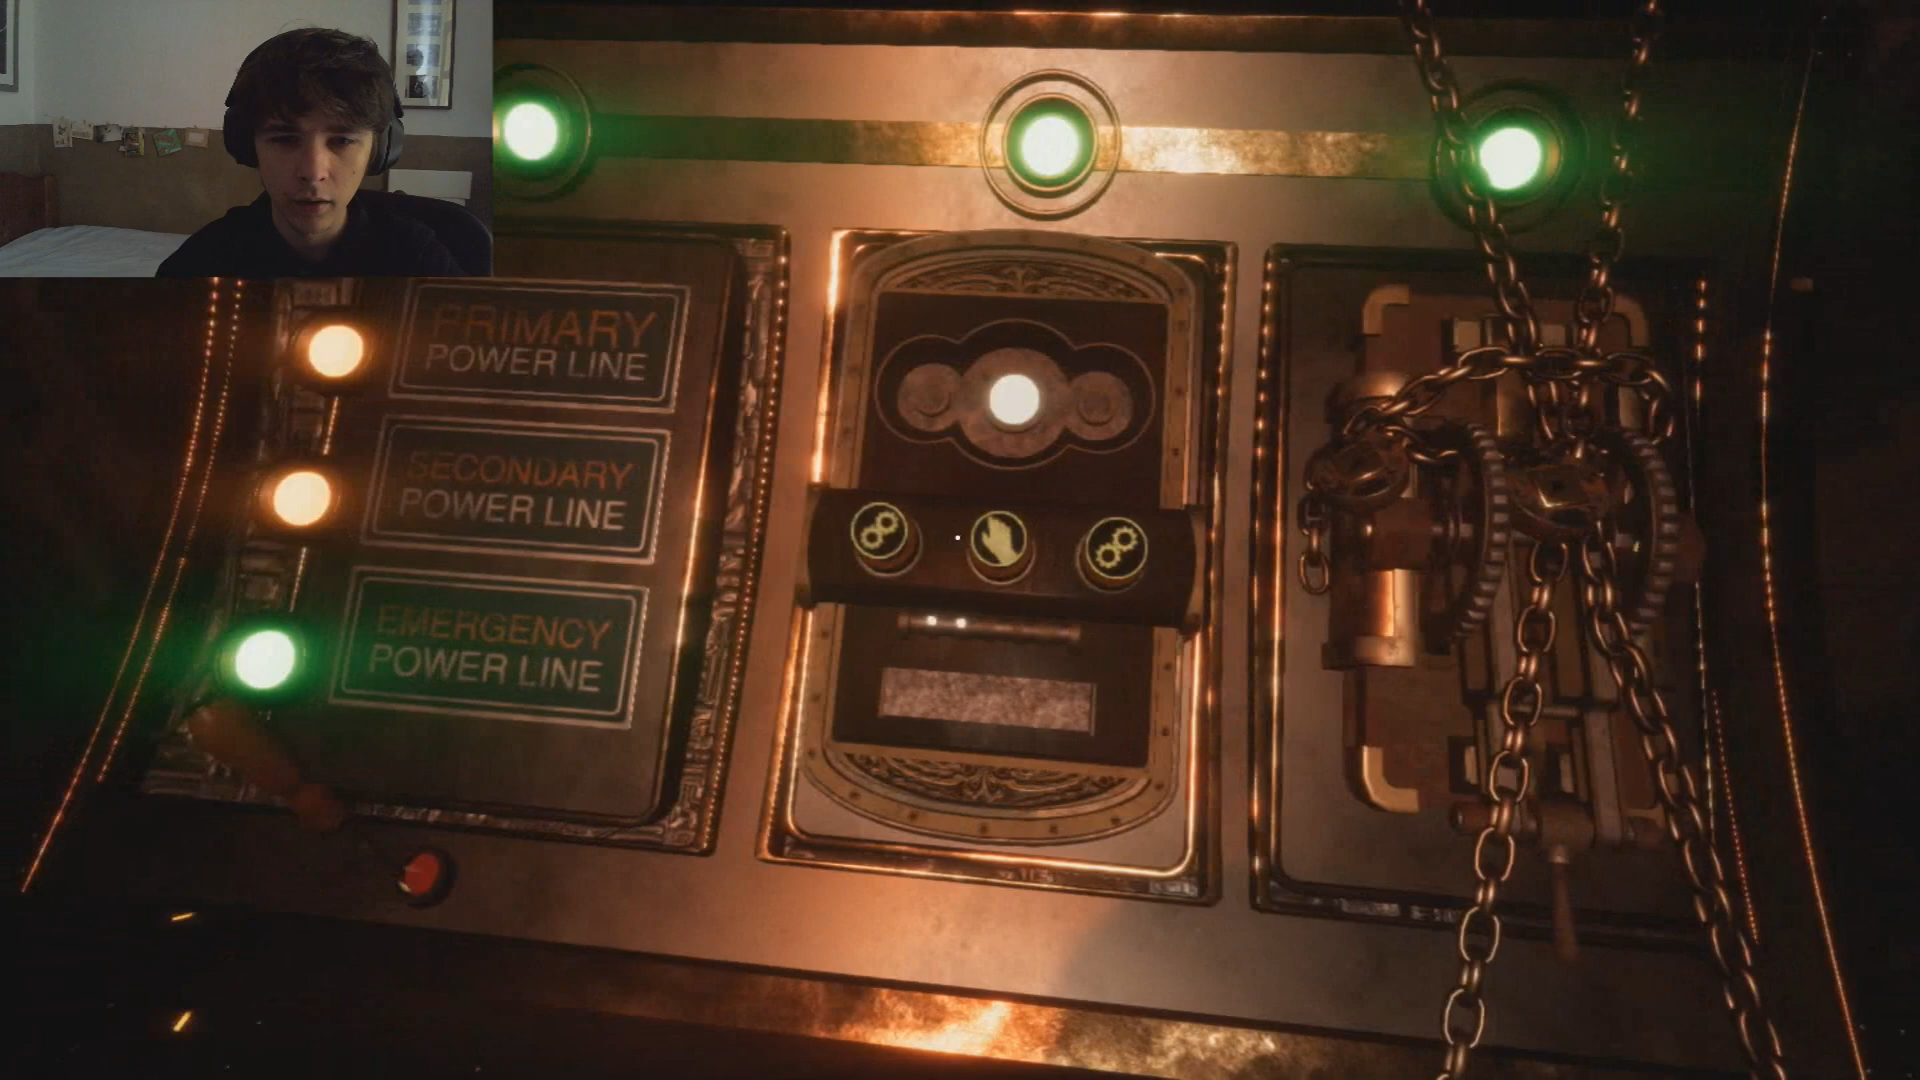 PRIMARY
POWER LINE
SECONDARY
POWER LINE
EMERGENCY
POWER LINE